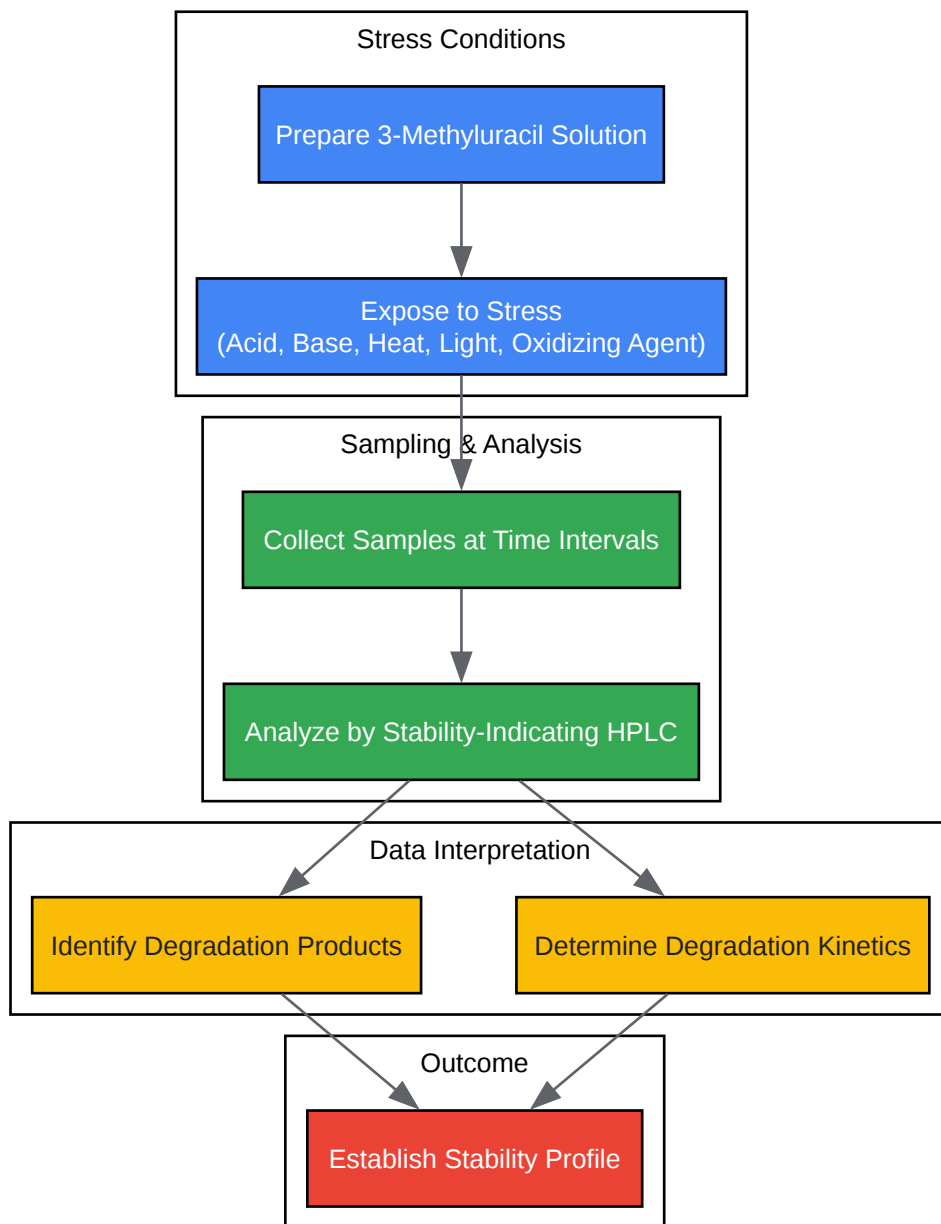 Stress Conditions
Prepare 3-Methyluracil Solution
Expose to Stress
(Acid, Base, Heat, Light, Oxidizing Agent)
Sampling & Analysis
Collect Samples at Time Intervals
Analyze by Stability-Indicating HPLC
Data Interpretation
Identify Degradation Products
Determine Degradation Kinetics
Outcome
Establish Stability Profile